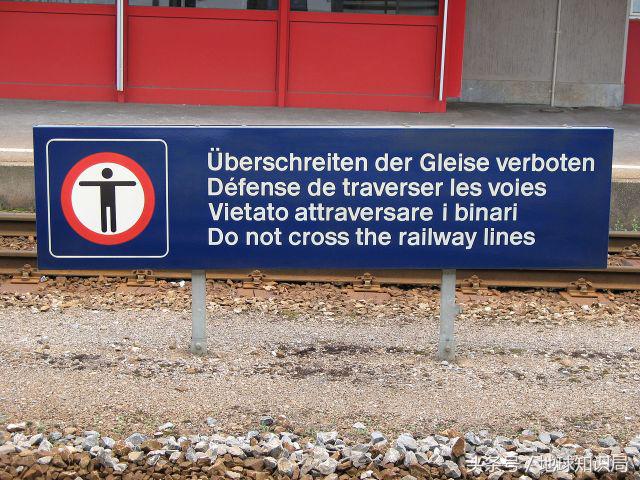 Überschreiten der Gleise verboten
Défense de traverser les voies
Vietato attraversare i binari
Do not cross the railway lines
头条号 / 地球知识局